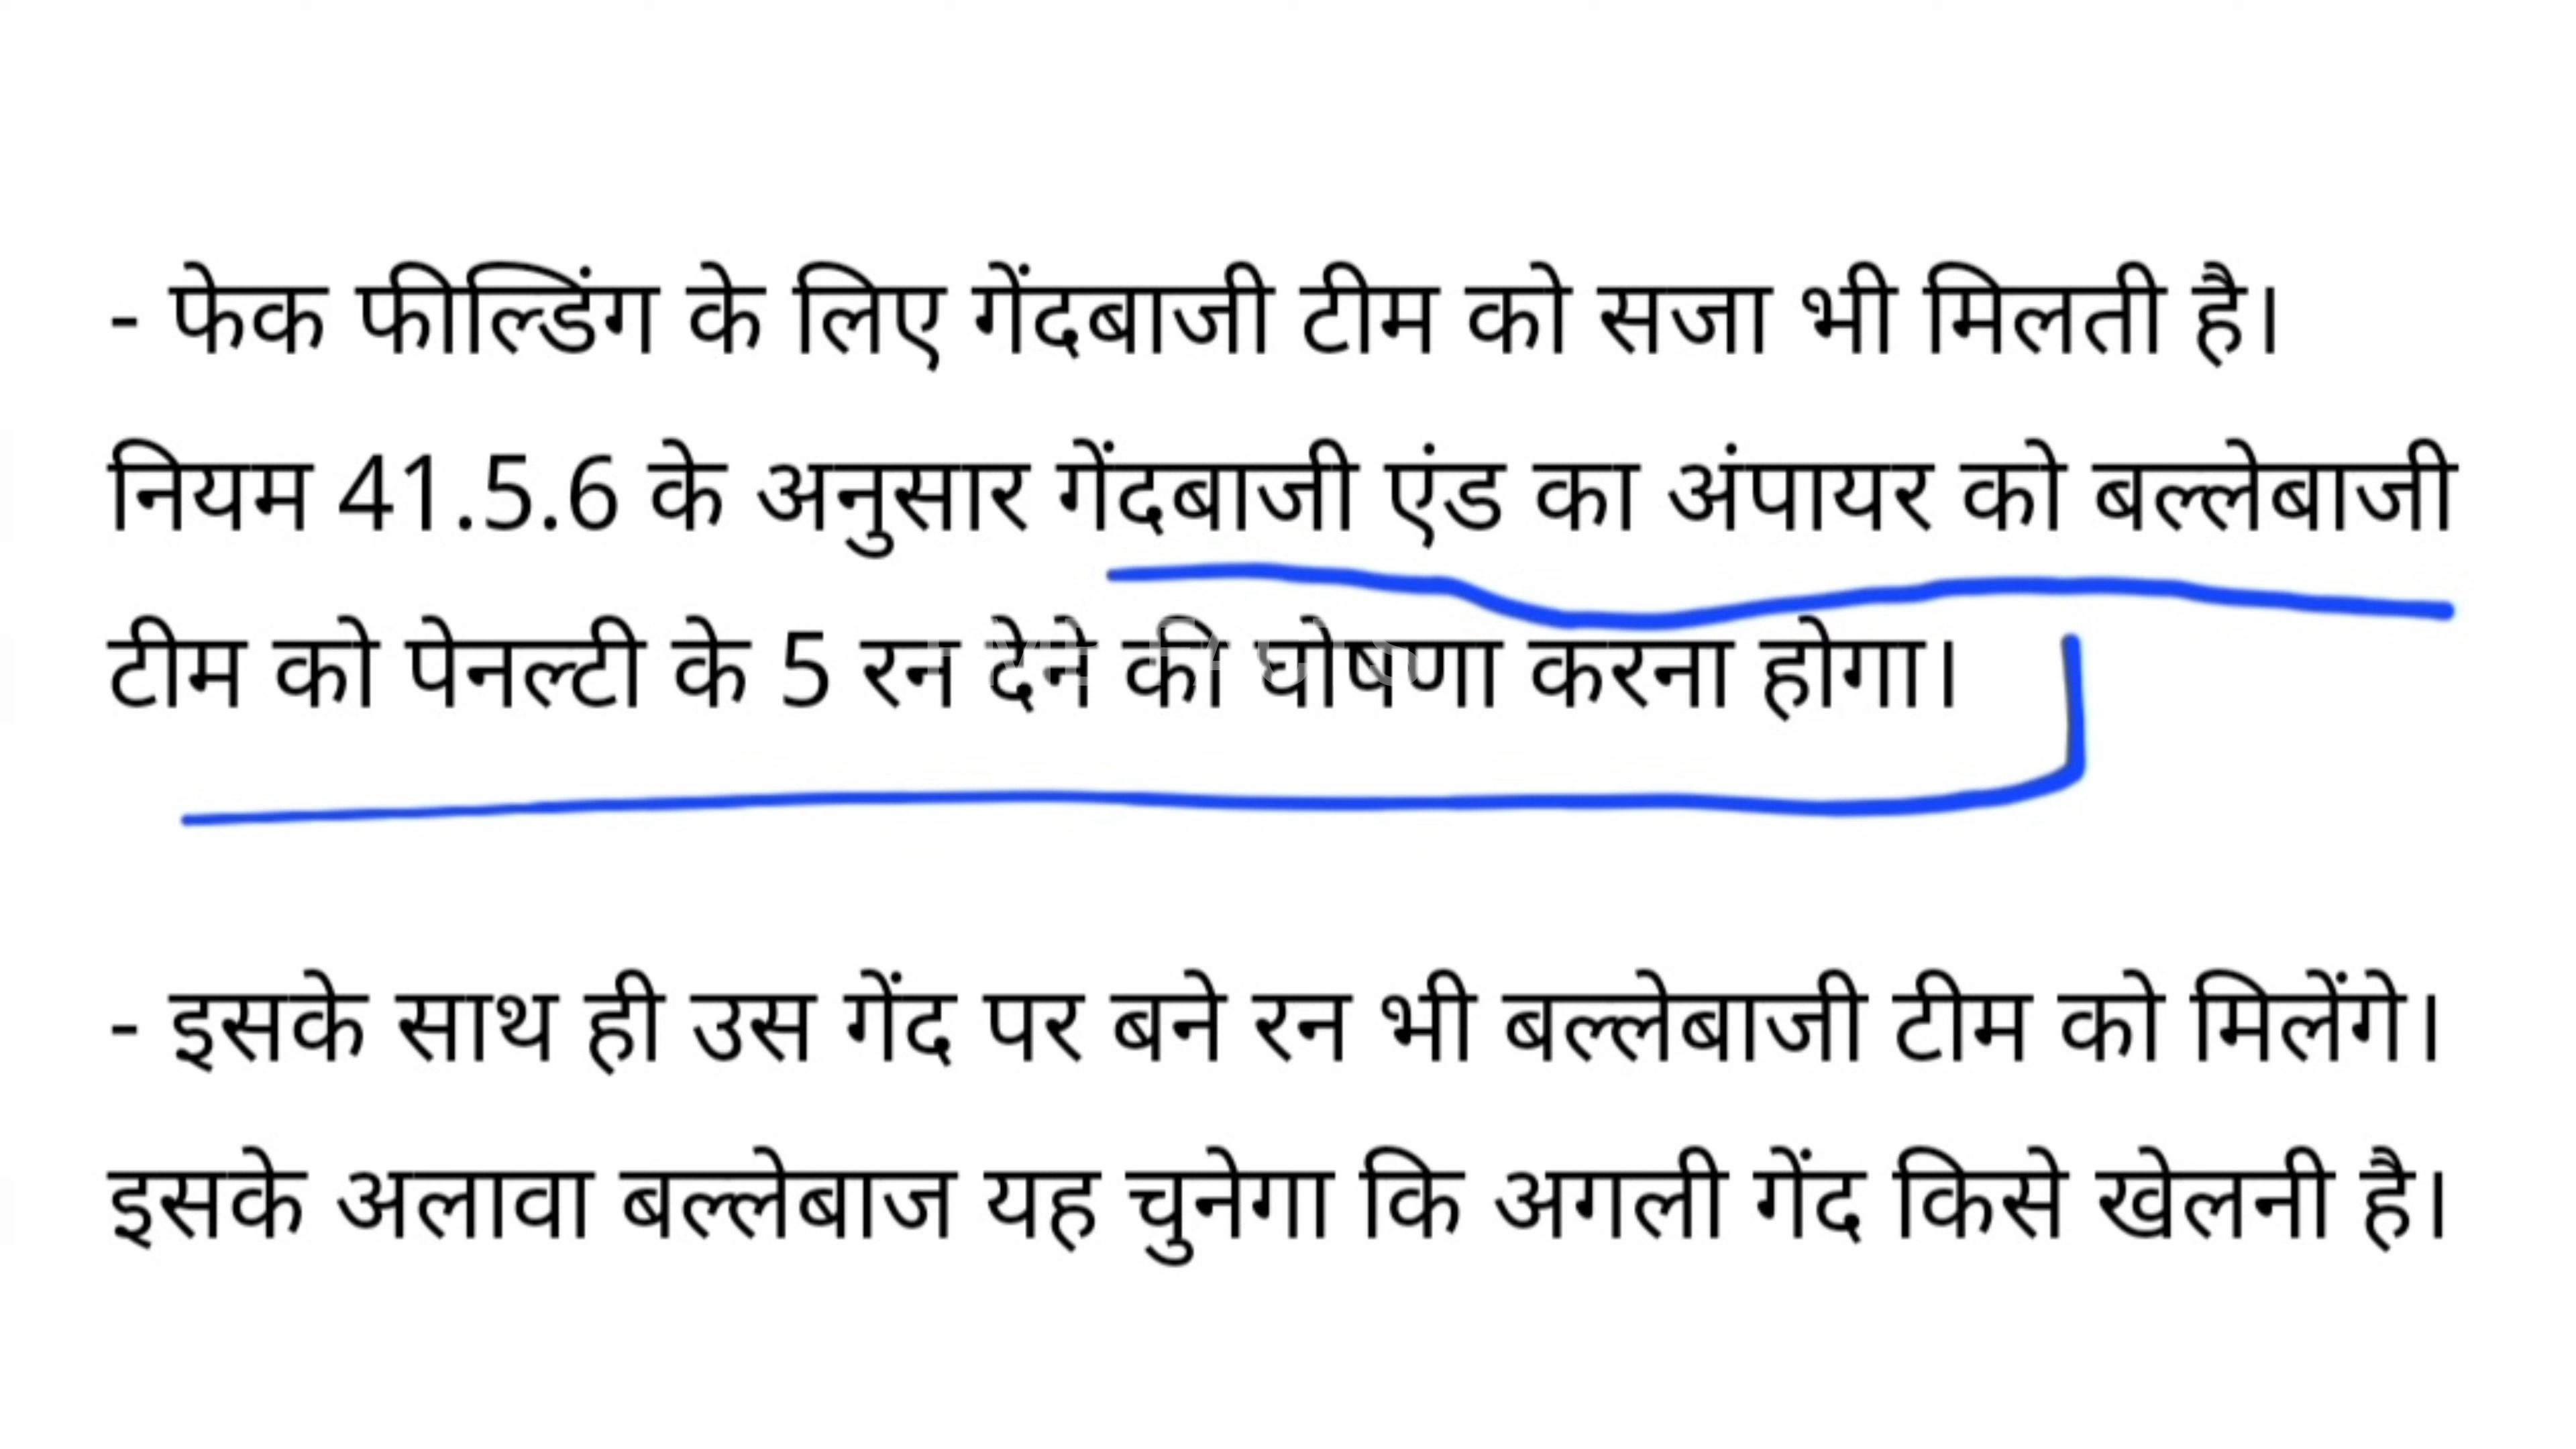 - फेक फील्डिंग के लिए गेंदबाजी टीम को सजा भी मिलती है।
नियम 41.5.6 के अनुसार गेंदबाजी एंड का अंपायर को बल्लेबाजी
टीम को पेनल्टी के 5 रन देने की घोषणा करना होगा।
- इसके साथ ही उस गेंद पर बने रन भी बल्लेबाजी टीम को मिलेंगे।
इसके अलावा बल्लेबाज यह चुनेगा कि अगली गेंद किसे खेलनी है।